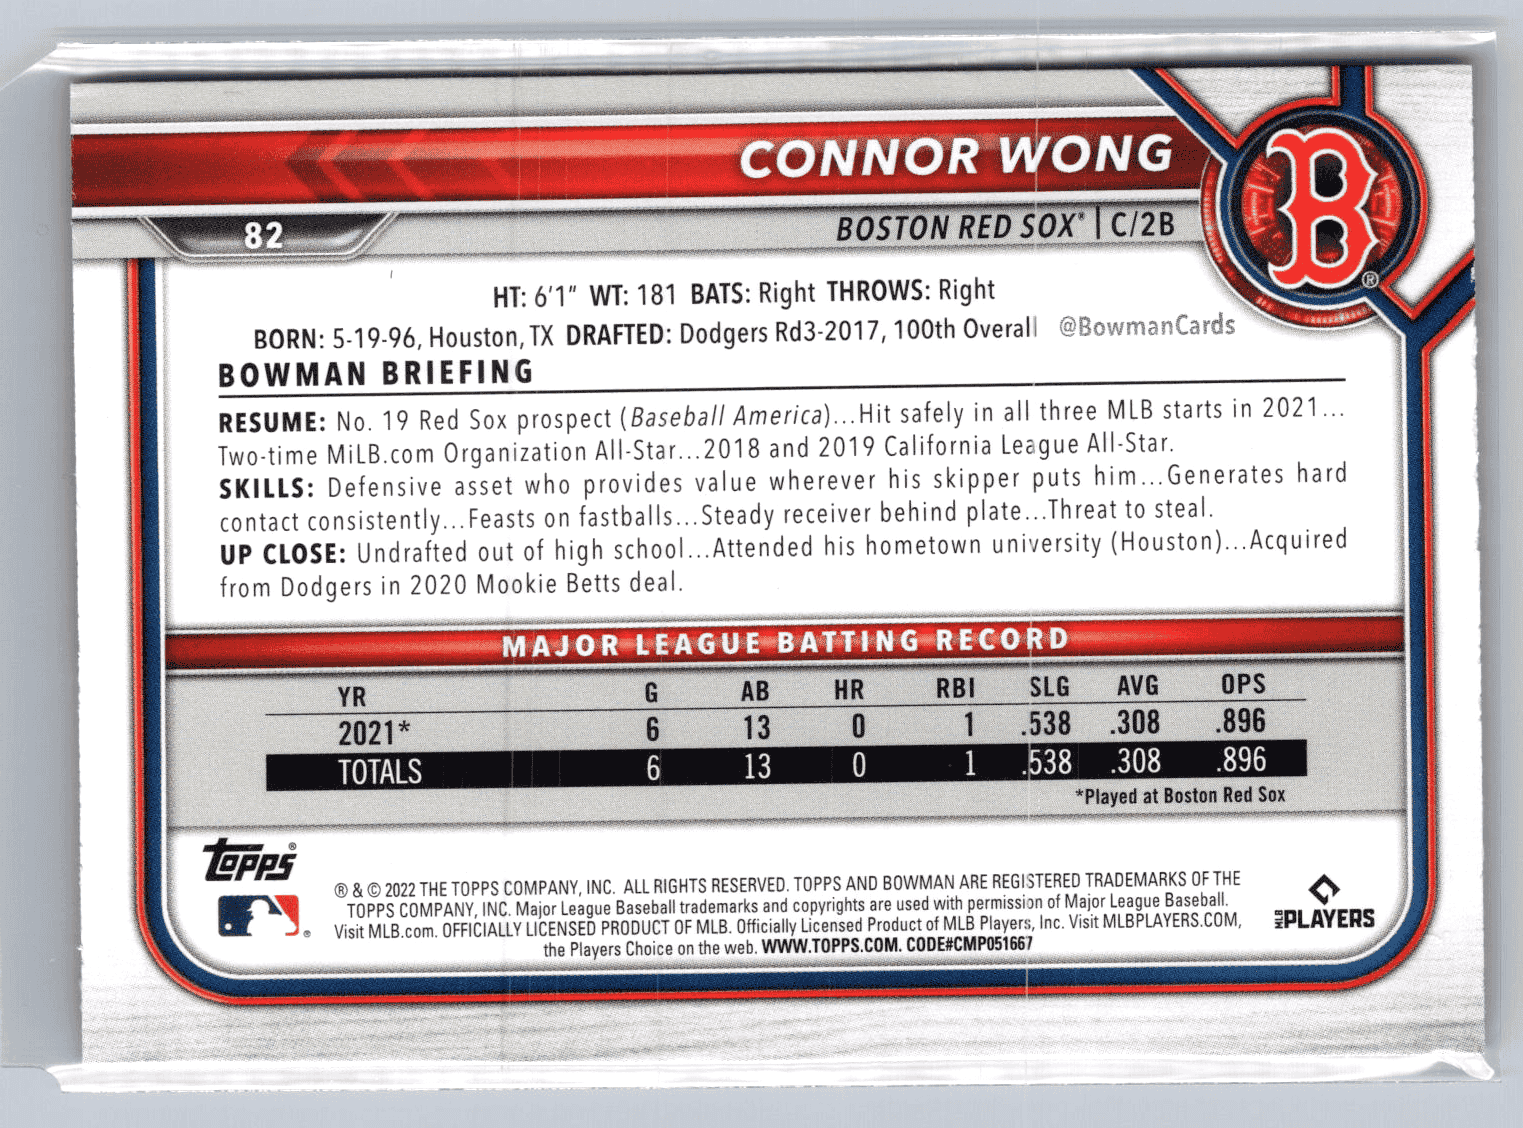 CONNOR WONG
82
BOSTON RED SOX® | C/2B
B®
HT: 6'1" WT: 181 BATS: Right THROWS: Right
BORN: 5-19-96, Houston, TX DRAFTED: Dodgers Rd3-2017, 100th Overall @BowmanCards
BOWMAN BRIEFING
RESUME: No. 19 Red Sox prospect (Baseball America)...Hit safely in all three MLB starts in 2021...
Two-time MiLB.com Organization All-Star...2018 and 2019 California League All-Star.
SKILLS: Defensive asset who provides value wherever his skipper puts him...Generates hard
contact consistently...Feasts on fastballs...Steady receiver behind plate...Threat to steal.
UP CLOSE: Undrafted out of high school...Attended his hometown university (Houston)...Acquired
from Dodgers in 2020 Mookie Betts deal.
MAJOR LEAGUE BATTING RECORD
YR G AB HR RBI SLG AVG OPS
2021* 6 13 0 1 .538 .308 .896
TOTALS 6 13 0 1 .538 .308 .896
*Played at Boston Red Sox
topps®
® & © 2022 THE TOPPS COMPANY, INC. ALL RIGHTS RESERVED. TOPPS AND BOWMAN ARE REGISTERED TRADEMARKS OF THE
TOPPS COMPANY, INC. Major League Baseball trademarks and copyrights are used with permission of Major League Baseball.
Visit MLB.com. OFFICIALLY LICENSED PRODUCT OF MLB. Officially Licensed Product of MLB Players, Inc. Visit MLBPLAYERS.COM,
the Players Choice on the web. WWW.TOPPS.COM. CODE#CMP051667
MLB PLAYERS